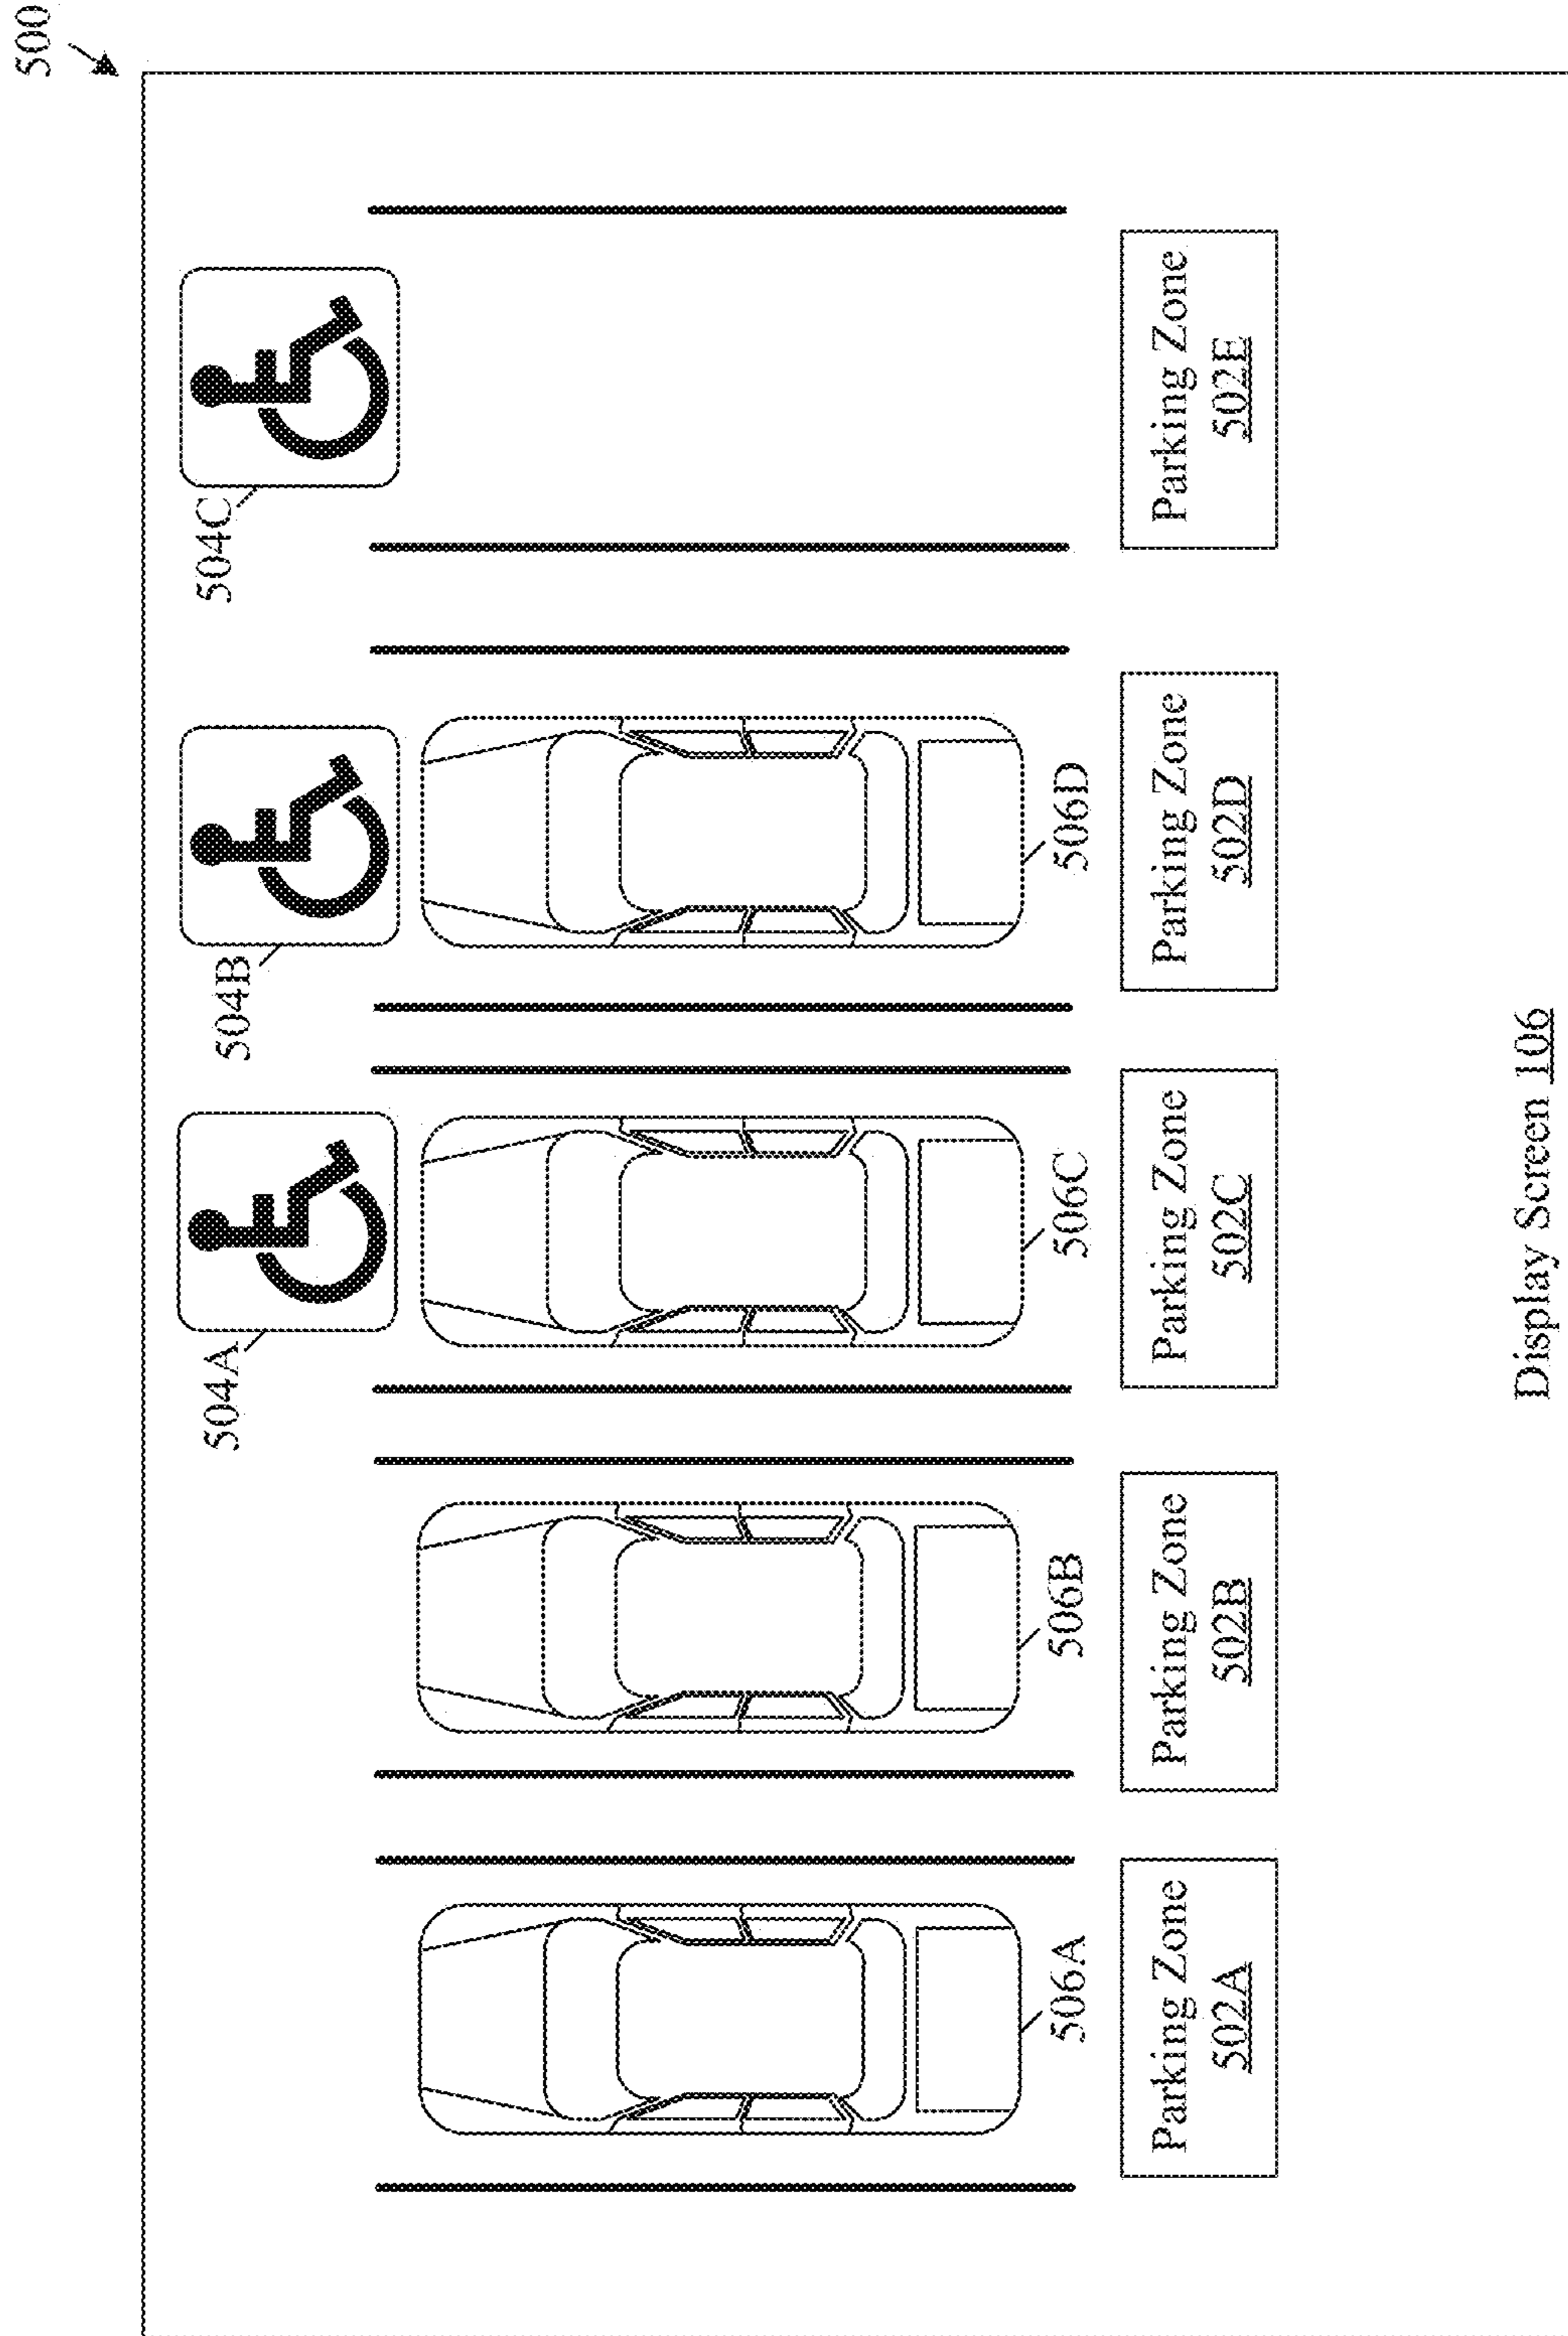 500
504A
504B
504C
506A
506B
506C
506D
Parking Zone
502A
Parking Zone
502B
Parking Zone
502C
Parking Zone
502D
Parking Zone
502E
Display Screen 106